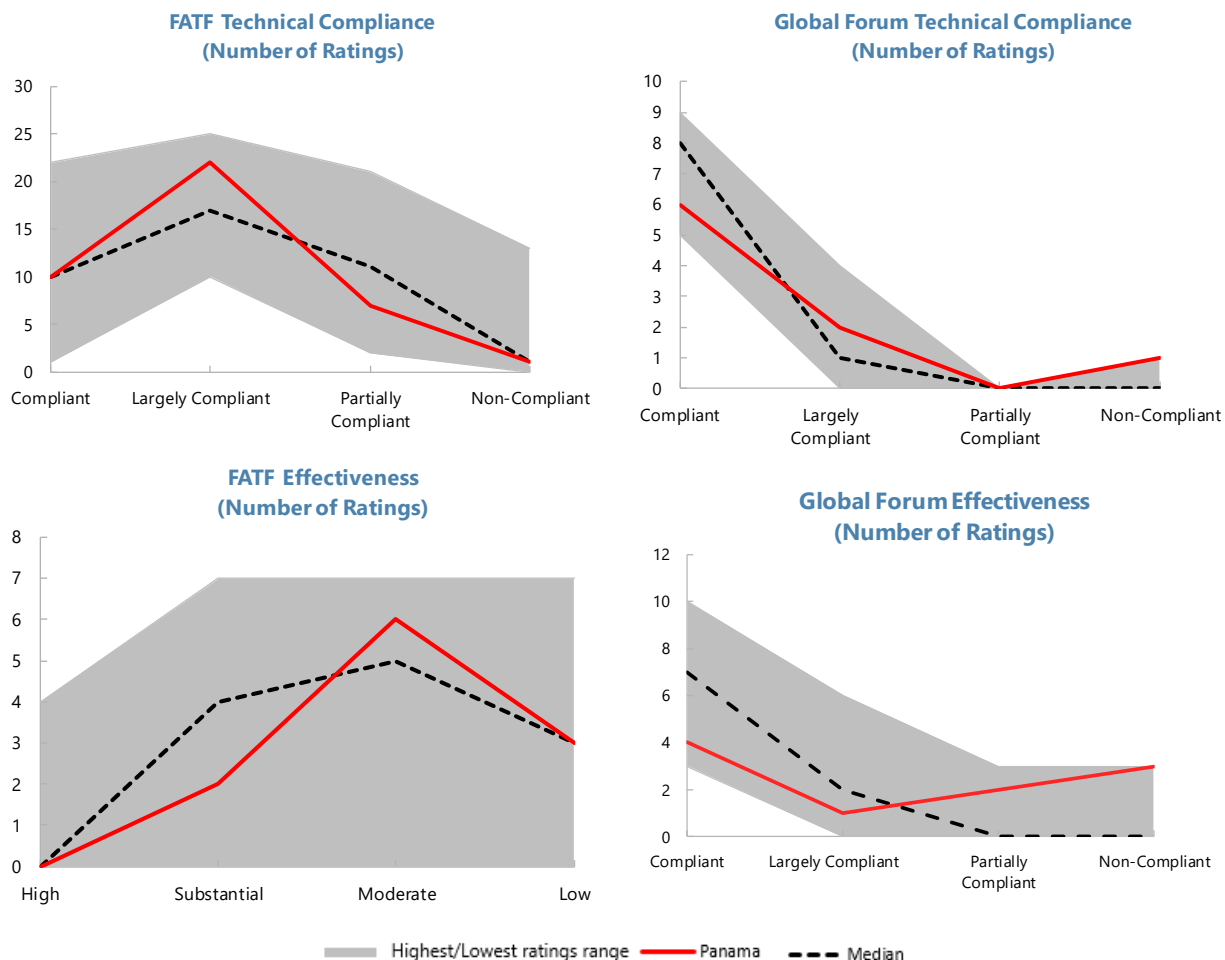 FATF Technical Compliance
(Number of Ratings)
30
25
20
15
10
5
0
Compliant
Largely Compliant
Partially
Compliant
Non-Compliant
Global Forum Technical Compliance
(Number of Ratings)
10
9
8
7
6
5
4
3
2
1
0
Compliant
Largely
Compliant
Partially
Compliant
Non-Compliant
FATF Effectiveness
(Number of Ratings)
8
7
6
5
4
3
2
1
0
High
Substantial
Moderate
Low
Global Forum Effectiveness
(Number of Ratings)
12
10
8
6
4
2
0
Compliant
Largely Compliant
Partially
Compliant
Non-Compliant
Highest/Lowest ratings range
Panama
Median